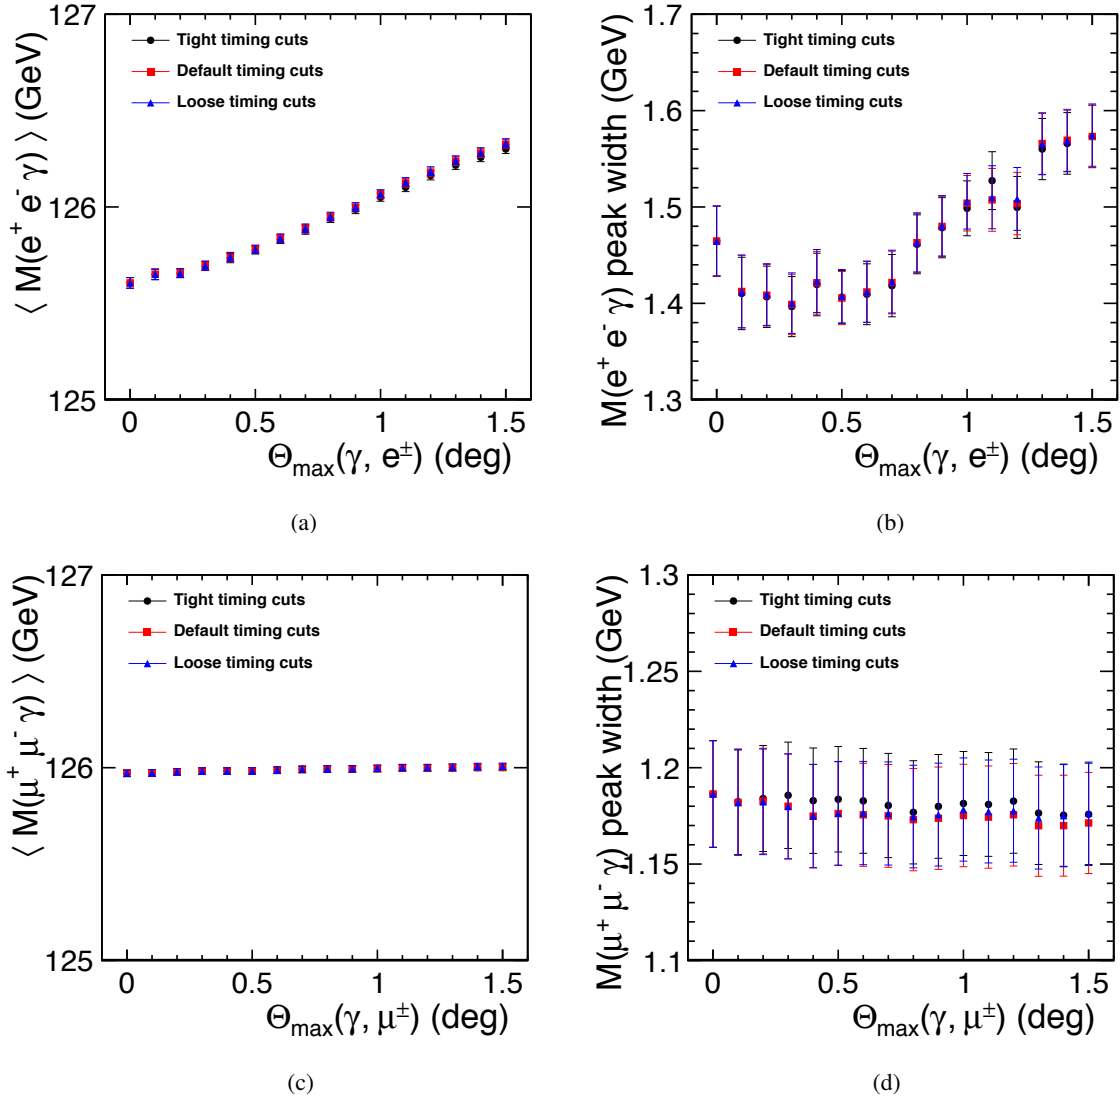 127
126
125
⟨ M(e⁺ e⁻ γ) ⟩ (GeV)
Tight timing cuts
Default timing cuts
Loose timing cuts
0 0.5 1 1.5
Θmax(γ, e±) (deg)
(a)
1.7
1.6
1.5
1.4
1.3
M(e⁺ e⁻ γ) peak width (GeV)
Tight timing cuts
Default timing cuts
Loose timing cuts
0 0.5 1 1.5
Θmax(γ, e±) (deg)
(b)
127
126
125
⟨ M(μ⁺ μ⁻ γ) ⟩ (GeV)
Tight timing cuts
Default timing cuts
Loose timing cuts
0 0.5 1 1.5
Θmax(γ, μ±) (deg)
(c)
1.3
1.25
1.2
1.15
1.1
M(μ⁺ μ⁻ γ) peak width (GeV)
Tight timing cuts
Default timing cuts
Loose timing cuts
0 0.5 1 1.5
Θmax(γ, μ±) (deg)
(d)